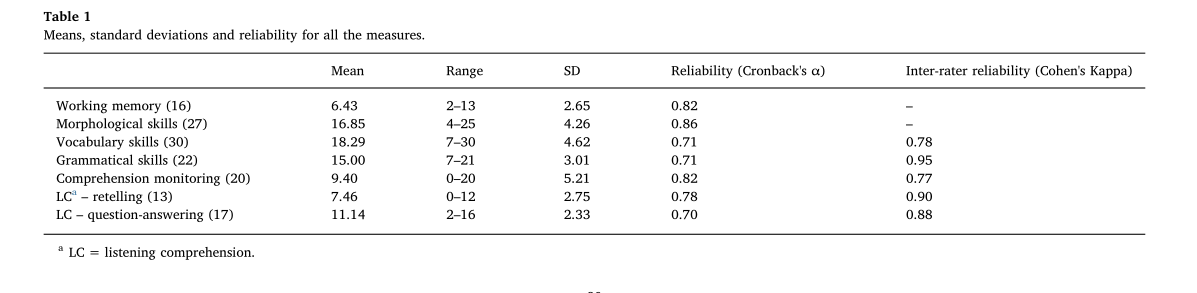 Table 1
Means, standard deviations and reliability for all the measures.
Mean Range SD Reliability (Cronback's α) Inter-rater reliability (Cohen's Kappa)
Working memory (16) 6.43 2–13 2.65 0.82 –
Morphological skills (27) 16.85 4–25 4.26 0.86 –
Vocabulary skills (30) 18.29 7–30 4.62 0.71 0.78
Grammatical skills (22) 15.00 7–21 3.01 0.71 0.95
Comprehension monitoring (20) 9.40 0–20 5.21 0.82 0.77
LCª – retelling (13) 7.46 0–12 2.75 0.78 0.90
LC – question-answering (17) 11.14 2–16 2.33 0.70 0.88
ª LC = listening comprehension.